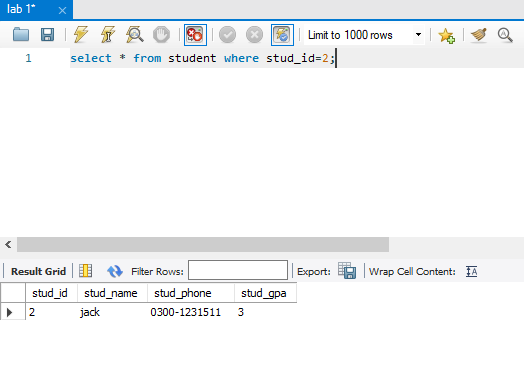 lab 1*
Limit to 1000 rows
1 select * from student where stud_id=2;
Result Grid Filter Rows: Export: Wrap Cell Content:
stud_id stud_name stud_phone stud_gpa
2 jack 0300-1231511 3